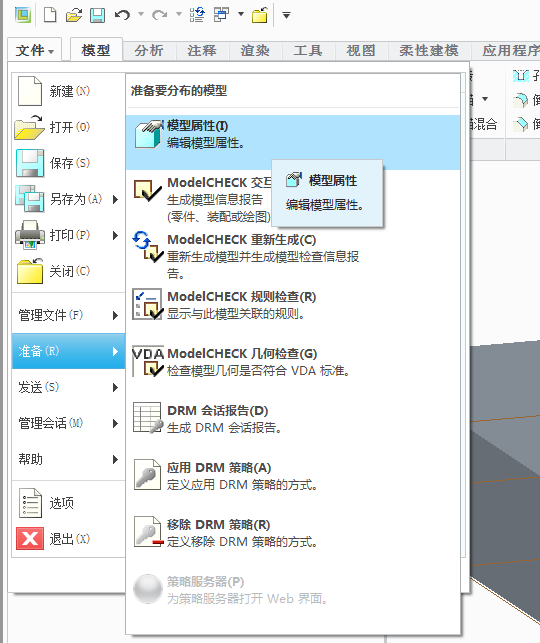 文件 模型 分析 注释 渲染 工具 视图 柔性建模 应用程序
新建(N)
打开(O)
保存(S)
另存为(A)
打印(P)
关闭(C)
管理文件(F)
准备(R)
发送(S)
管理会话(M)
帮助
选项
退出(X)
准备要分布的模型
模型属性(I)
编辑模型属性。
ModelCHECK 交互
生成模型信息报告
(零件、装配或绘图)
ModelCHECK 重新生成(C)
重新生成模型并生成模型检查信息报
告。
ModelCHECK 规则检查(R)
显示与此模型关联的规则。
VDA
ModelCHECK 几何检查(G)
检查模型几何是否符合 VDA 标准。
DRM 会话报告(D)
生成 DRM 会话报告。
应用 DRM 策略(A)
定义应用 DRM 策略的方式。
移除 DRM 策略(R)
定义移除 DRM 策略的方式。
策略服务器(P)
为策略服务器打开 Web 界面。
模型属性
编辑模型属性。
孔
倒
混合 倒